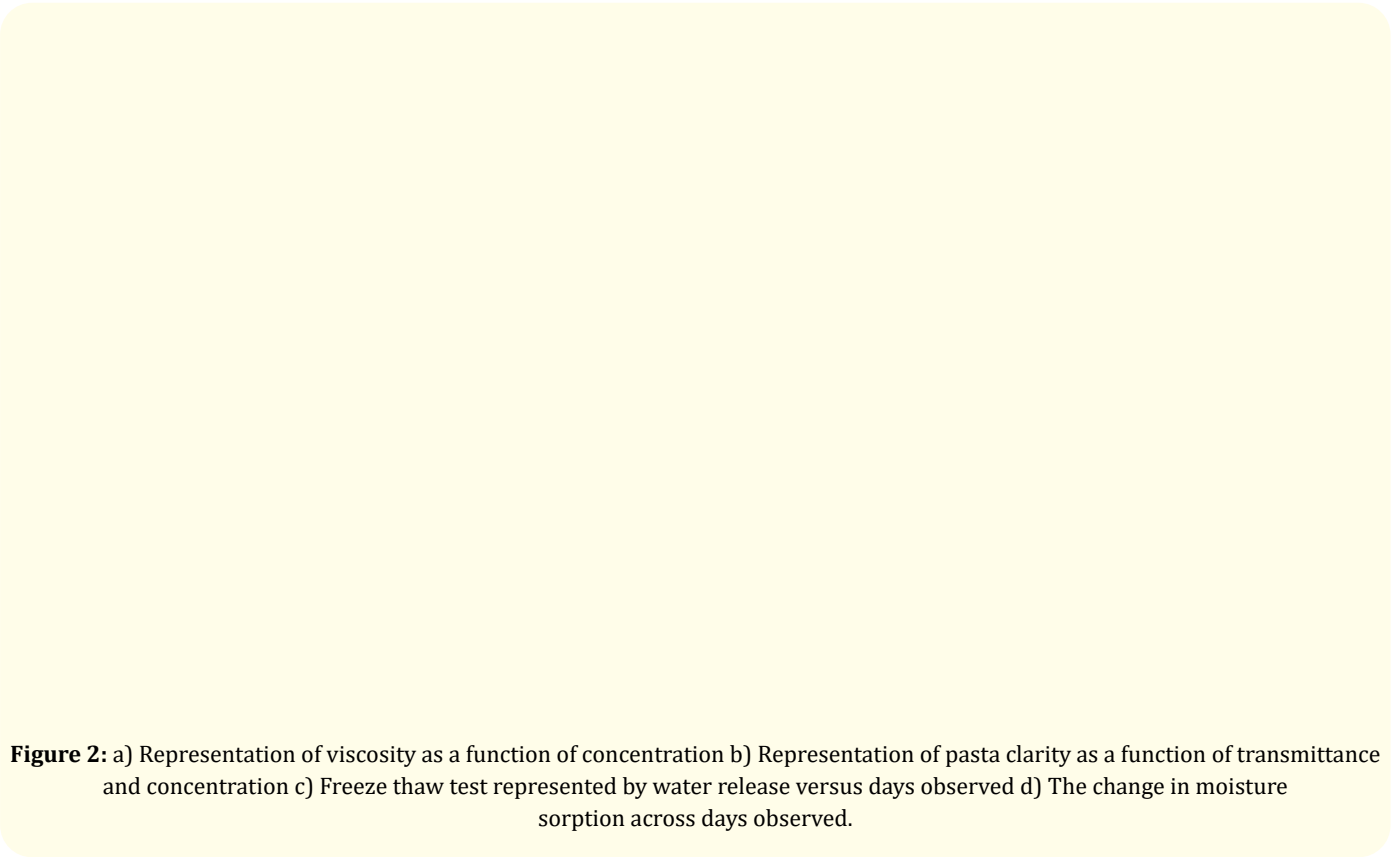 Figure 2: a) Representation of viscosity as a function of concentration b) Representation of pasta clarity as a function of transmittance
and concentration c) Freeze thaw test represented by water release versus days observed d) The change in moisture
sorption across days observed.